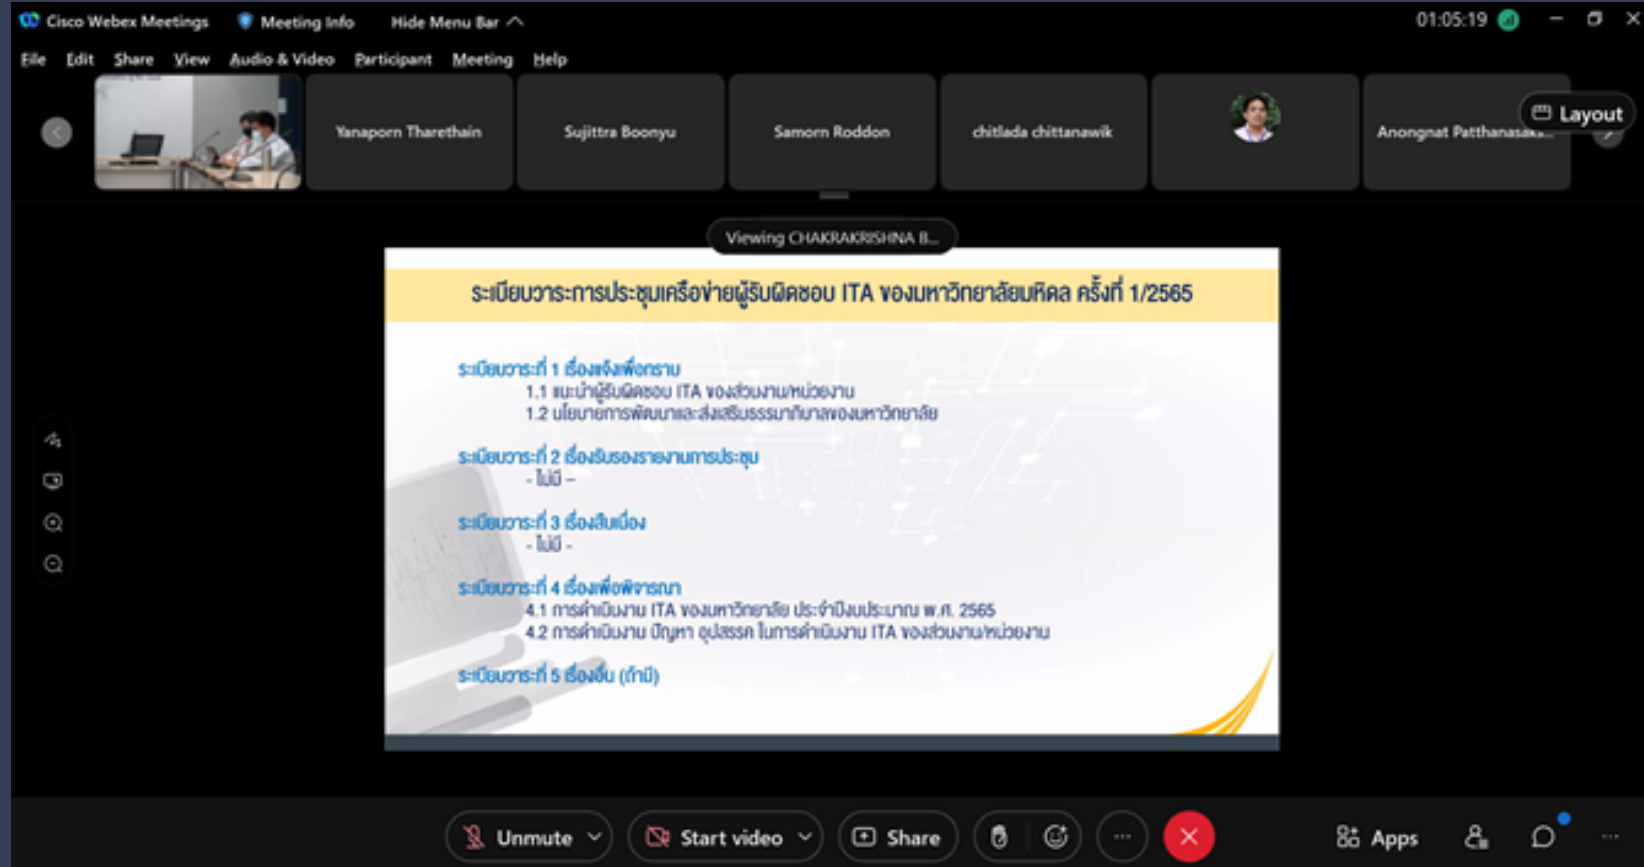 Cisco Webex Meetings Meeting Info Hide Menu Bar 01:05:19
File Edit Share View Audio & Video Participant Meeting Help
Yanaporn Tharethain Sujittra Boonyu Samorn Roddon chitlada chittanawik Anongnat Layout
Viewing CHAKRAKRISHNA B...
ระเบียบวาระการประชุมเครือข่ายผู้รับผิดชอบ ITA ของมหาวิทยาลัยมหิดล ครั้งที่ 1/2565
ระเบียบวาระที่ 1 เรื่องแจ้งเพื่อทราบ
1.1 แนะนำผู้รับผิดชอบ ITA ของส่วนงาน/หน่วยงาน
1.2 นโยบายการพัฒนาและส่งเสริมธรรมาภิบาลของมหาวิทยาลัย
ระเบียบวาระที่ 2 เรื่องรับรองรายงานการประชุม
- ไม่มี –
ระเบียบวาระที่ 3 เรื่องสืบเนื่อง
- ไม่มี -
ระเบียบวาระที่ 4 เรื่องเพื่อพิจารณา
4.1 การดำเนินงาน ITA ของมหาวิทยาลัย ประจำปีงบประมาณ พ.ศ. 2565
4.2 การดำเนินงาน ปัญหา อุปสรรค ในการดำเนินงาน ITA ของส่วนงาน/หน่วยงาน
ระเบียบวาระที่ 5 เรื่องอื่น (ถ้ามี)
Unmute Start video Share Apps